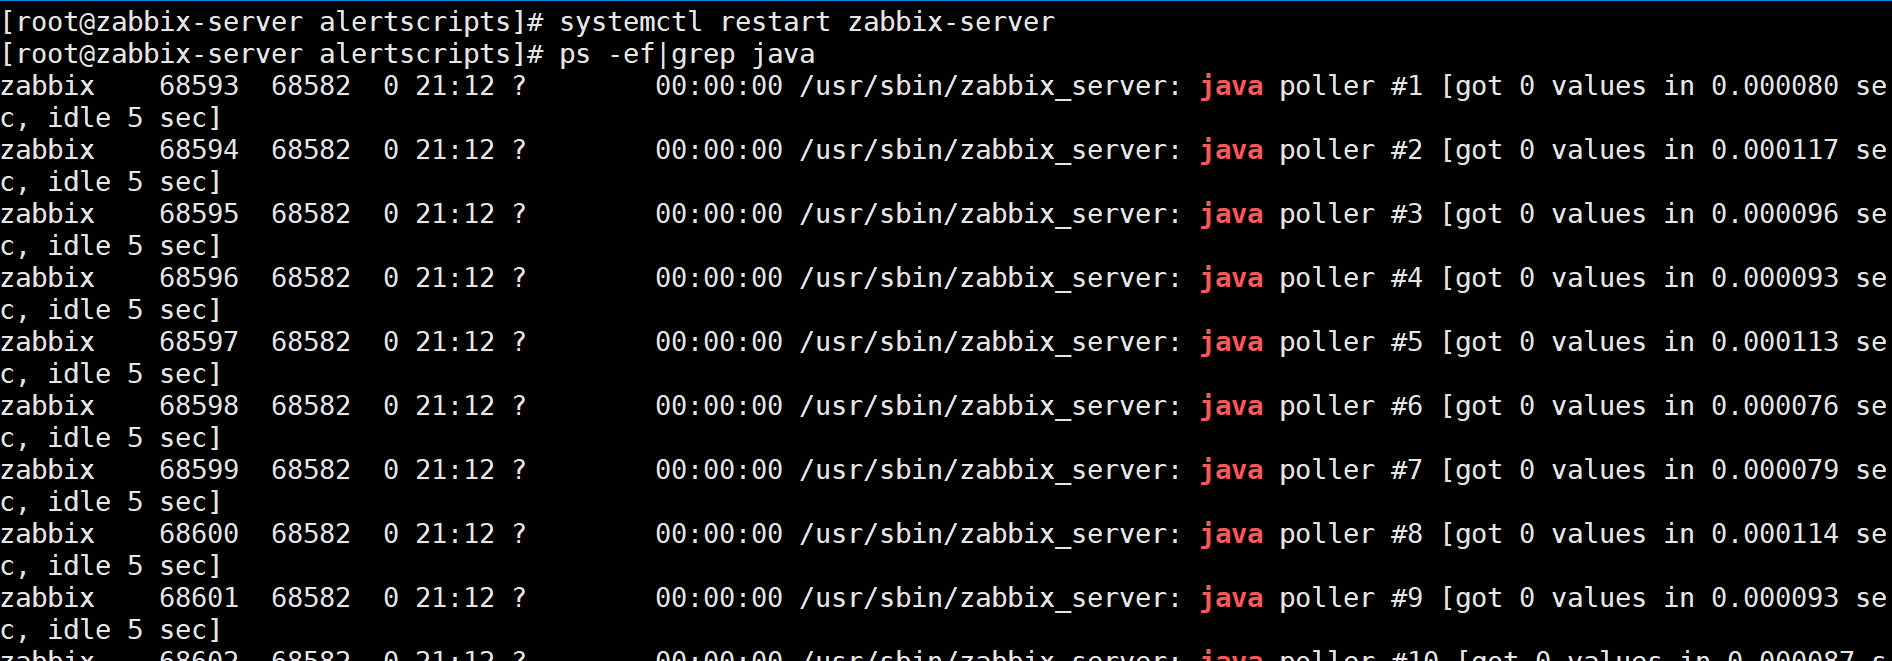 [root@zabbix-server alertscripts]# systemctl restart zabbix-server
[root@zabbix-server alertscripts]# ps -ef|grep java
zabbix    68593  68582  0 21:12 ?        00:00:00 /usr/sbin/zabbix_server: java poller #1 [got 0 values in 0.000080 se
c, idle 5 sec]
zabbix    68594  68582  0 21:12 ?        00:00:00 /usr/sbin/zabbix_server: java poller #2 [got 0 values in 0.000117 se
c, idle 5 sec]
zabbix    68595  68582  0 21:12 ?        00:00:00 /usr/sbin/zabbix_server: java poller #3 [got 0 values in 0.000096 se
c, idle 5 sec]
zabbix    68596  68582  0 21:12 ?        00:00:00 /usr/sbin/zabbix_server: java poller #4 [got 0 values in 0.000093 se
c, idle 5 sec]
zabbix    68597  68582  0 21:12 ?        00:00:00 /usr/sbin/zabbix_server: java poller #5 [got 0 values in 0.000113 se
c, idle 5 sec]
zabbix    68598  68582  0 21:12 ?        00:00:00 /usr/sbin/zabbix_server: java poller #6 [got 0 values in 0.000076 se
c, idle 5 sec]
zabbix    68599  68582  0 21:12 ?        00:00:00 /usr/sbin/zabbix_server: java poller #7 [got 0 values in 0.000079 se
c, idle 5 sec]
zabbix    68600  68582  0 21:12 ?        00:00:00 /usr/sbin/zabbix_server: java poller #8 [got 0 values in 0.000114 se
c, idle 5 sec]
zabbix    68601  68582  0 21:12 ?        00:00:00 /usr/sbin/zabbix_server: java poller #9 [got 0 values in 0.000093 se
c, idle 5 sec]
zabbix    68602  68582  0 21:12 ?        00:00:00 /usr/sbin/zabbix_server: java poller #10 [got 0 values in 0.000087 s